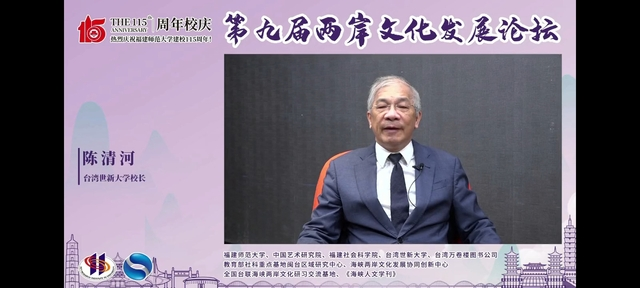 THE 115th ANNIVERSARY 周年校庆
热烈庆祝福建师范大学建校115周年!
第九届两岸文化发展论坛
陈清河
台湾世新大学校长
福建师范大学、中国艺术研究院、福建社会科学院、台湾世新大学、台湾万卷楼图书公司
教育部社科重点基地闽台区域研究中心、海峡两岸文化发展协同创新中心
全国台联海峡两岸文化研习交流基地、《海峡人文学刊》